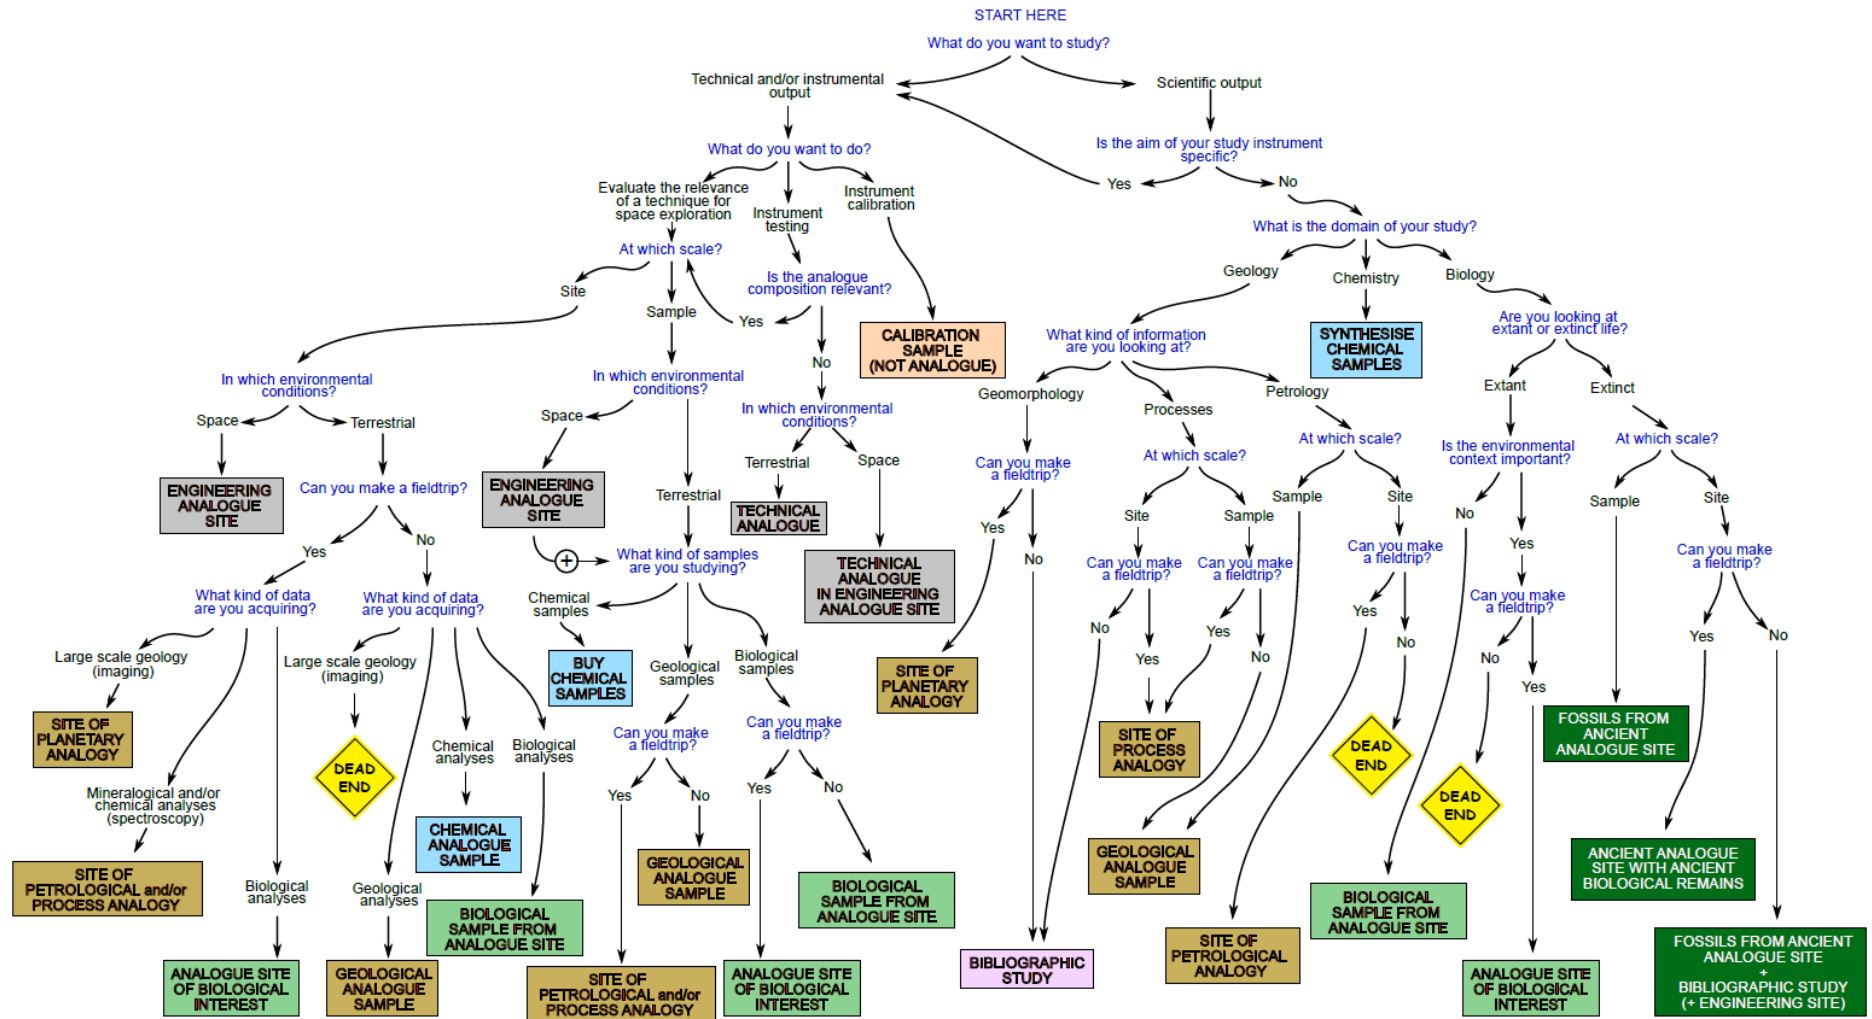 START HERE
What do you want to study?
Technical and/or instrumental
output
Scientific output
What do you want to do?
Is the aim of your study instrument
specific?
Yes
No
Evaluate the relevance
of a technique for
space exploration
Instrument
testing
Instrument
calibration
What is the domain of your study?
At which scale?
Is the analogue
composition relevant?
Geology
Chemistry
Biology
Site
Sample
Yes
No
CALIBRATION
SAMPLE
(NOT ANALOGUE)
What kind of information
are you looking at?
SYNTHESISE
CHEMICAL
SAMPLES
Are you looking at
extant or extinct life?
In which environmental
conditions?
In which environmental
conditions?
In which environmental
conditions?
Geomorphology
Processes
Petrology
Extant
Extinct
Space
Terrestrial
Space
Terrestrial
Terrestrial
Space
Can you make
a fieldtrip?
At which scale?
At which scale?
Is the environmental
context important?
At which scale?
ENGINEERING
ANALOGUE
SITE
Can you make a fieldtrip?
ENGINEERING
ANALOGUE
SITE
TECHNICAL
ANALOGUE
TECHNICAL
ANALOGUE
IN ENGINEERING
ANALOGUE SITE
Yes
No
Site
Sample
Sample
Site
No
Yes
Sample
Site
Yes
No
+
What kind of samples
are you studying?
Can you make
a fieldtrip?
Can you make
a fieldtrip?
Can you make
a fieldtrip?
Can you make
a fieldtrip?
Can you make
a fieldtrip?
What kind of data
are you acquiring?
What kind of data
are you acquiring?
Chemical
samples
Geological
samples
Biological
samples
No
Yes
Yes
No
Yes
No
No
Yes
Yes
No
Large scale geology
(imaging)
Large scale geology
(imaging)
BUY
CHEMICAL
SAMPLES
SITE OF
PLANETARY
ANALOGY
SITE OF
PLANETARY
ANALOGY
DEAD
END
Chemical
analyses
Biological
analyses
Can you make
a fieldtrip?
Can you make
a fieldtrip?
SITE OF
PROCESS
ANALOGY
DEAD
END
DEAD
END
FOSSILS FROM
ANCIENT
ANALOGUE SITE
Mineralogical and/or
chemical analyses
(spectroscopy)
Yes
No
Yes
No
CHEMICAL
ANALOGUE
SAMPLE
GEOLOGICAL
ANALOGUE
SAMPLE
GEOLOGICAL
ANALOGUE
SAMPLE
ANCIENT ANALOGUE
SITE WITH ANCIENT
BIOLOGICAL REMAINS
SITE OF
PETROLOGICAL and/or
PROCESS ANALOGY
Biological
analyses
Geological
analyses
BIOLOGICAL
SAMPLE FROM
ANALOGUE SITE
BIOLOGICAL
SAMPLE FROM
ANALOGUE SITE
BIOLOGICAL
SAMPLE FROM
ANALOGUE SITE
ANALOGUE SITE
OF BIOLOGICAL
INTEREST
GEOLOGICAL
ANALOGUE
SAMPLE
SITE OF
PETROLOGICAL and/or
PROCESS ANALOGY
ANALOGUE SITE
OF BIOLOGICAL
INTEREST
BIBLIOGRAPHIC
STUDY
SITE OF
PETROLOGICAL
ANALOGY
ANALOGUE SITE
OF BIOLOGICAL
INTEREST
FOSSILS FROM ANCIENT
ANALOGUE SITE
+
BIBLIOGRAPHIC STUDY
(+ ENGINEERING SITE)